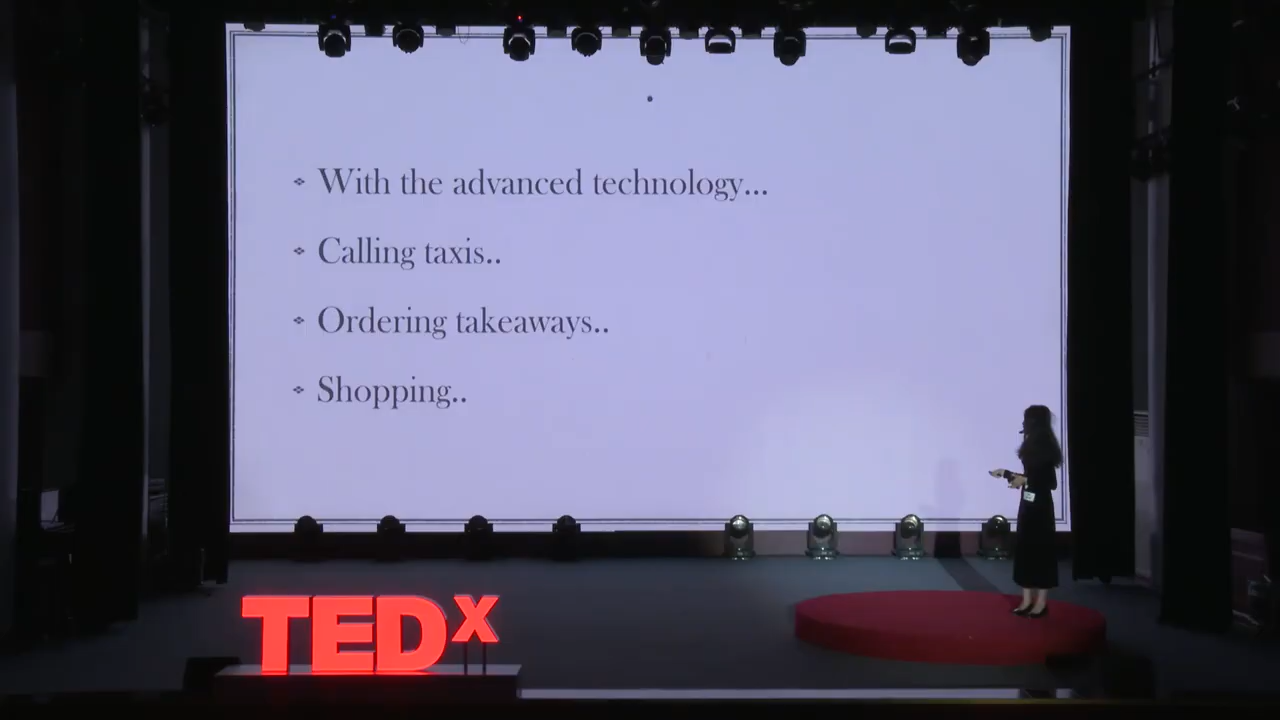 With the advanced technology...
Calling taxis..
Ordering takeaways..
Shopping..
TEDx